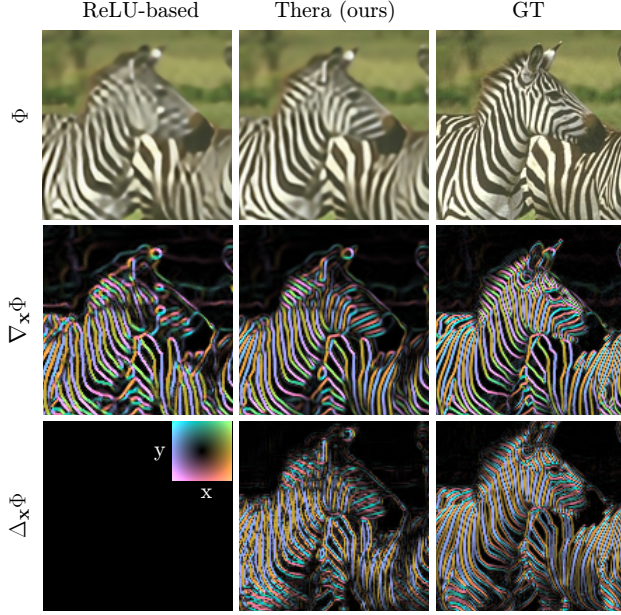 ReLU-based Thera (ours) GT
Φ
∇ₓΦ
y
x
ΔₓΦ